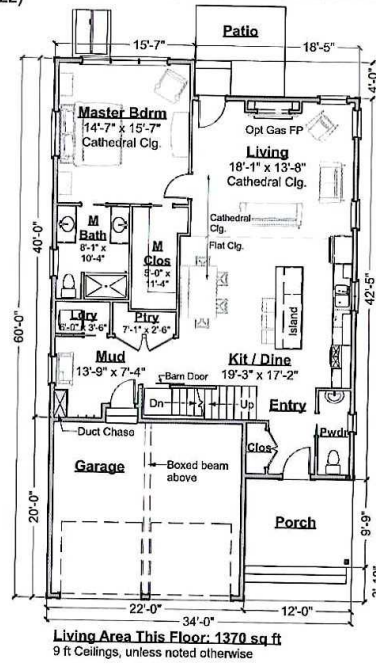 15'-7"
Patio
18'-5"
4'-0"
Master Bdrm
14'-7" x 15'-7"
Cathedral Clg.
Opt Gas FP
Living
18'-1" x 13'-8"
Cathedral Clg.
Cathedral
Clg.
Flat Clg.
M
Bath
8'-1" x
10'-4"
M
Clos
5'-0" x
11'-4"
40'-0"
60'-0"
42'-5"
Island
Ldry
6'-0" x 3'-6"
Ptry
7'-1" x 2'-6"
Mud
13'-9" x 7'-4"
Kit / Dine
19'-3" x 17'-2"
Barn Door
Dn
Up
Entry
Duct Chase
Clos
Pwdr
Garage
Boxed beam
above
Porch
20'-0"
9'-9"
22'-0"
12'-0"
34'-0"
Living Area This Floor: 1370 sq ft
9 ft Ceilings, unless noted otherwise